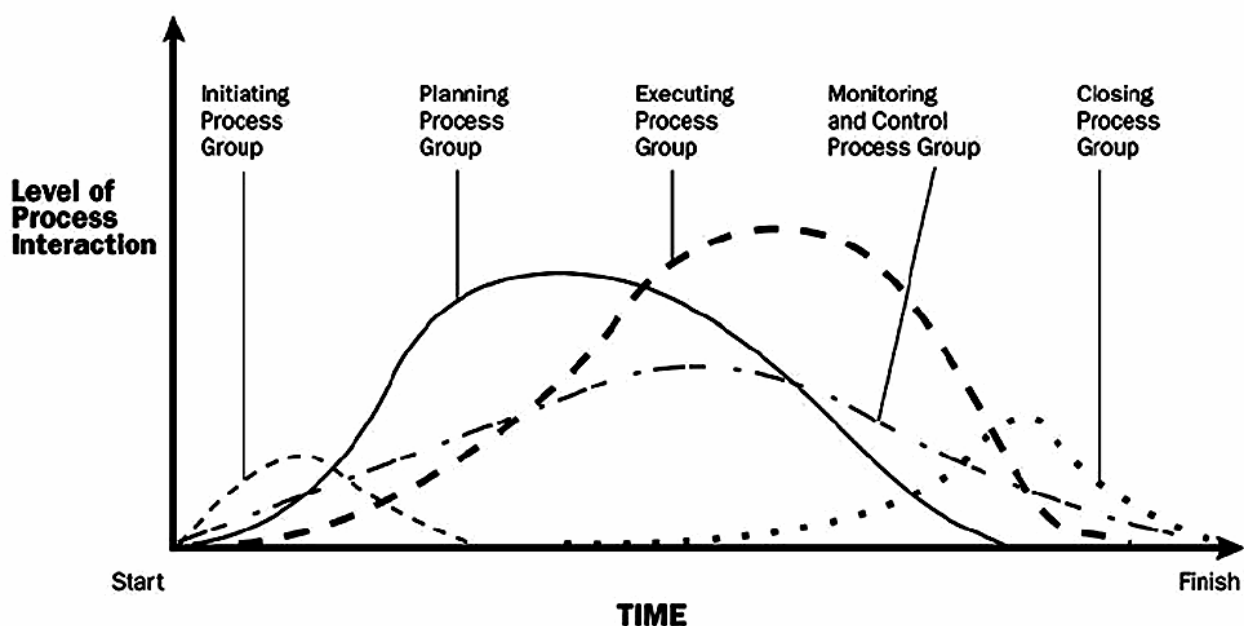 Initiating
Process
Group
Planning
Process
Group
Executing
Process
Group
Monitoring
and Control
Process Group
Closing
Process
Group
Level of
Process
Interaction
Start
Finish
TIME